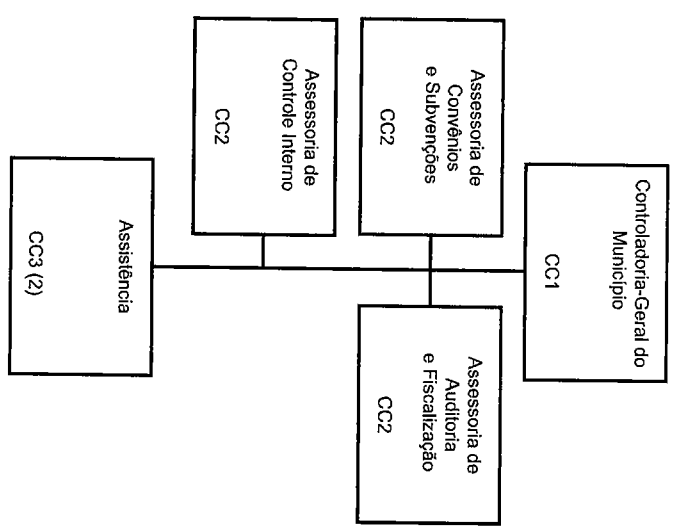 Controladoria-Geral do
Município
CC1
Assessoria de
Convênios
e Subvenções
CC2
Assessoria de
Auditoria
e Fiscalização
CC2
Assessoria de
Controle Interno
CC2
Assistência
CC3 (2)